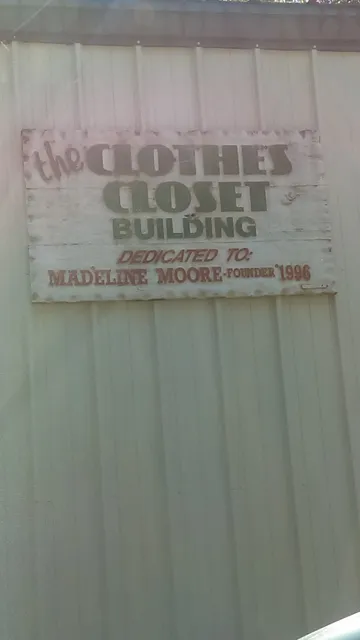 the CLOTHES
CLOSET
BUILDING
DEDICATED TO:
MADELINE MOORE-FOUNDER 1996